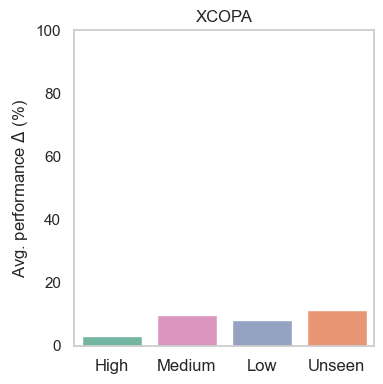 XCOPA
Avg. performance Δ (%)
100
80
60
40
20
0
High
Medium
Low
Unseen